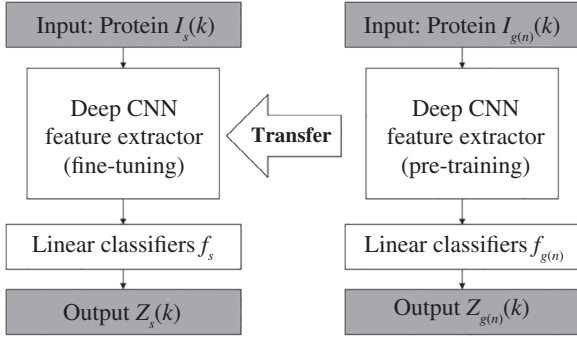 Input: Protein I_s(k)
Deep CNN
feature extractor
(fine-tuning)
Linear classifiers f_s
Output Z_s(k)
Transfer
Input: Protein I_g(n)(k)
Deep CNN
feature extractor
(pre-training)
Linear classifiers f_g(n)
Output Z_g(n)(k)